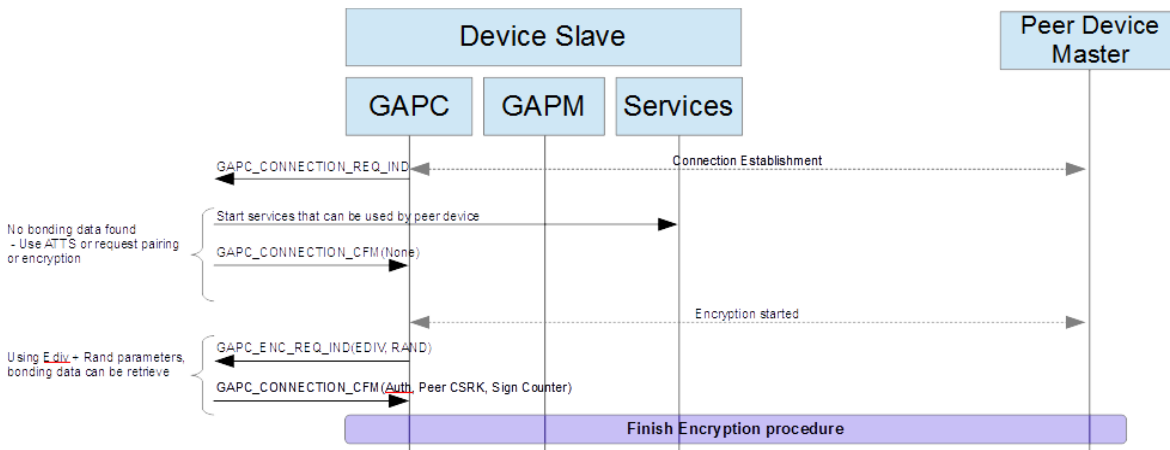 Device Slave
Peer Device
Master
GAPC
GAPM
Services
GAPC_CONNECTION_REQ_IND
Connection Establishment
Start services that can be used by peer device
No bonding data found
- Use ATTS or request pairing
or encryption
GAPC_CONNECTION_CFM(None)
Encryption started
GAPC_ENC_REQ_IND(EDIV, RAND)
Using Ediv + Rand parameters,
bonding data can be retrieve
GAPC_CONNECTION_CFM(Auth, Peer CSRK, Sign Counter)
Finish Encryption procedure